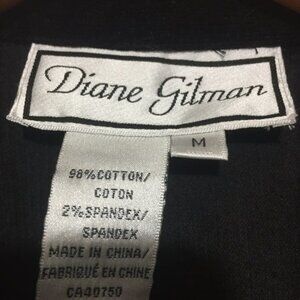 Diane Gilman
M
98%COTTON/
COTON
2%SPANDEX/
SPANDEX
MADE IN CHINA/
FABRIQUÉ EN CHINE
CA40750